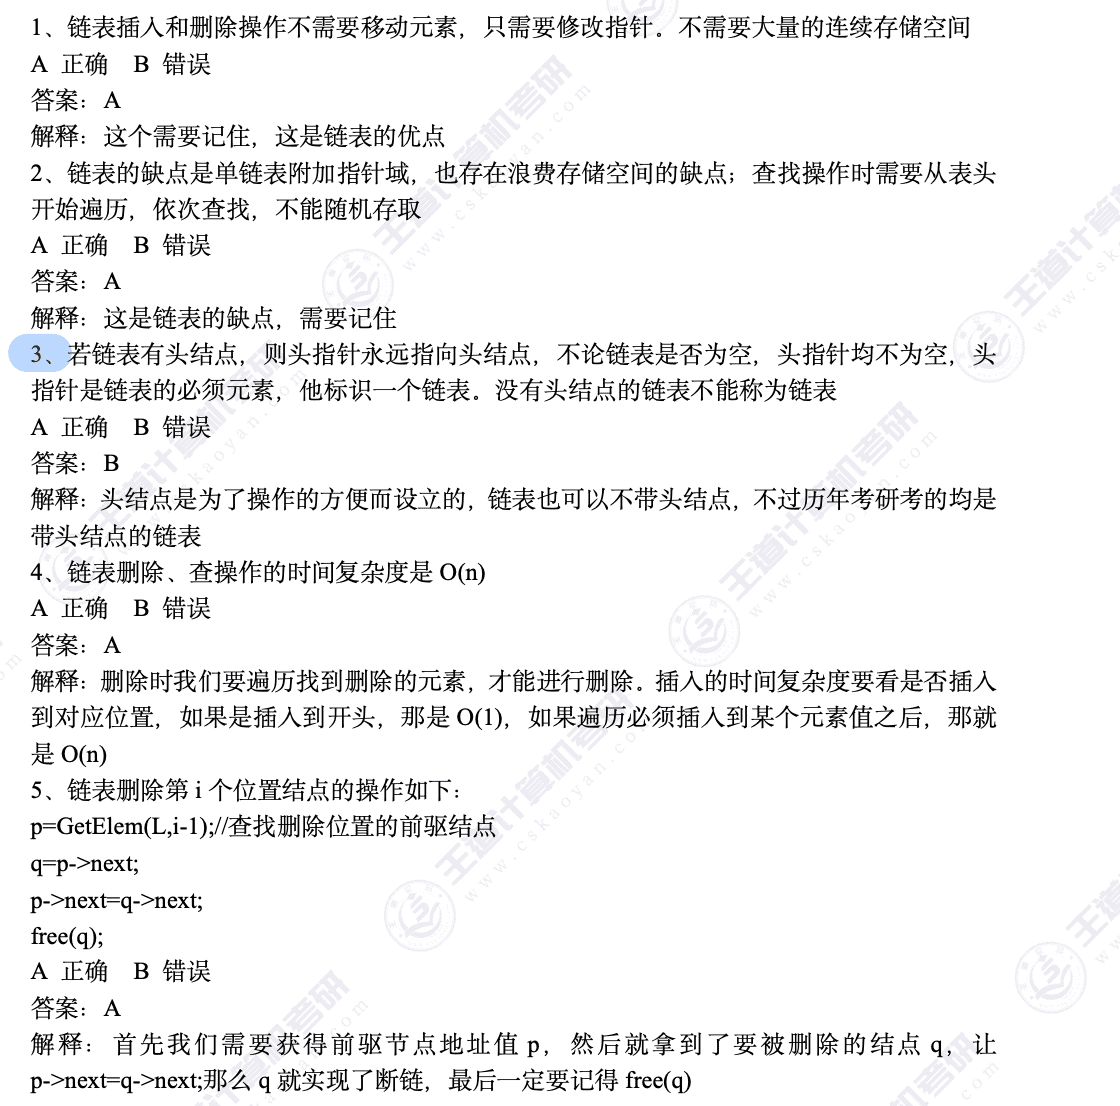 1、链表插入和删除操作不需要移动元素，只需要修改指针。不需要大量的连续存储空间
A 正确 B 错误
答案：A
解释：这个需要记住，这是链表的优点
2、链表的缺点是单链表附加指针域，也存在浪费存储空间的缺点；查找操作时需要从表头
开始遍历，依次查找，不能随机存取
A 正确 B 错误
答案：A
解释：这是链表的缺点，需要记住
3、若链表有头结点，则头指针永远指向头结点，不论链表是否为空，头指针均不为空，头
指针是链表的必须元素，他标识一个链表。没有头结点的链表不能称为链表
A 正确 B 错误
答案：B
解释：头结点是为了操作的方便而设立的，链表也可以不带头结点，不过历年考研考的均是
带头结点的链表
4、链表删除、查操作的时间复杂度是 O(n)
A 正确 B 错误
答案：A
解释：删除时我们要遍历找到删除的元素，才能进行删除。插入的时间复杂度要看是否插入
到对应位置，如果是插入到开头，那是 O(1)，如果遍历必须插入到某个元素值之后，那就
是 O(n)
5、链表删除第 i 个位置结点的操作如下：
p=GetElem(L,i-1);//查找删除位置的前驱结点
q=p->next;
p->next=q->next;
free(q);
A 正确 B 错误
答案：A
解释：首先我们需要获得前驱节点地址值 p，然后就拿到了要被删除的结点 q，让
p->next=q->next;那么 q 就实现了断链，最后一定要记得 free(q)
王道计算机考研
www.cskaoyan.com